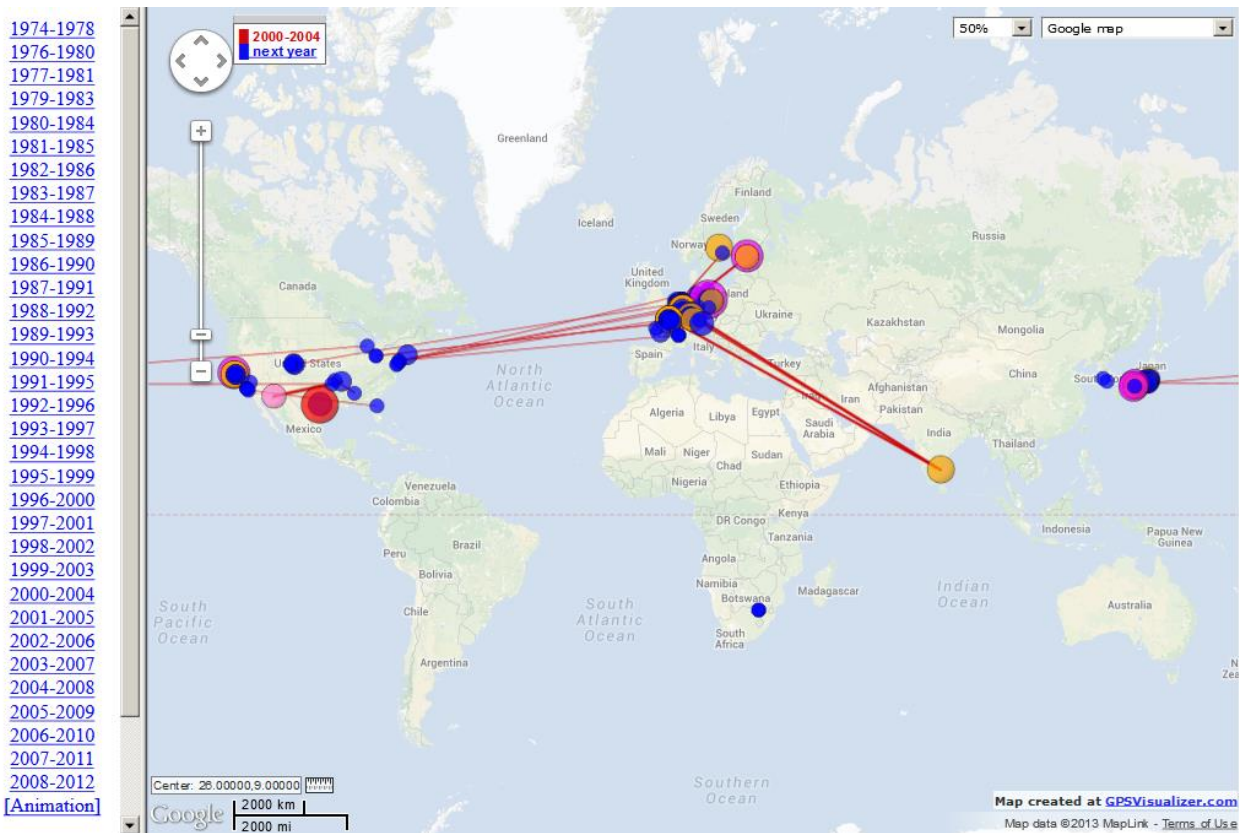 1974-1978
1976-1980
1977-1981
1979-1983
1980-1984
1981-1985
1982-1986
1983-1987
1984-1988
1985-1989
1986-1990
1987-1991
1988-1992
1989-1993
1990-1994
1991-1995
1992-1996
1993-1997
1994-1998
1995-1999
1996-2000
1997-2001
1998-2002
1999-2003
2000-2004
2001-2005
2002-2006
2003-2007
2004-2008
2005-2009
2006-2010
2007-2011
2008-2012
[Animation]
2000-2004
next year
50%
Google map
Greenland
Iceland
Finland
Sweden
Norway
Russia
United
Kingdom
Canada
Ukraine
Kazakhstan
Mongolia
Spain
Italy
Turkey
North
Atlantic
Ocean
China
Japan
Afghanistan
Iran
Pakistan
Algeria
Libya
Egypt
Saudi
Arabia
India
Thailand
Mexico
Mali
Niger
Chad
Sudan
Nigeria
Ethiopia
Venezuela
Colombia
Kenya
DR Congo
Tanzania
Indonesia
Papua New
Guinea
Peru
Brazil
Angola
Bolivia
Namibia
Botswana
Madagascar
Indian
Ocean
Australia
South
Pacific
Ocean
Chile
South
Atlantic
Ocean
South
Africa
Argentina
Southern
Ocean
Center: 26.00000,9.00000
Google
2000 km
2000 mi
Map created at GPSVisualizer.com
Map data ©2013 MapLink - Terms of Use